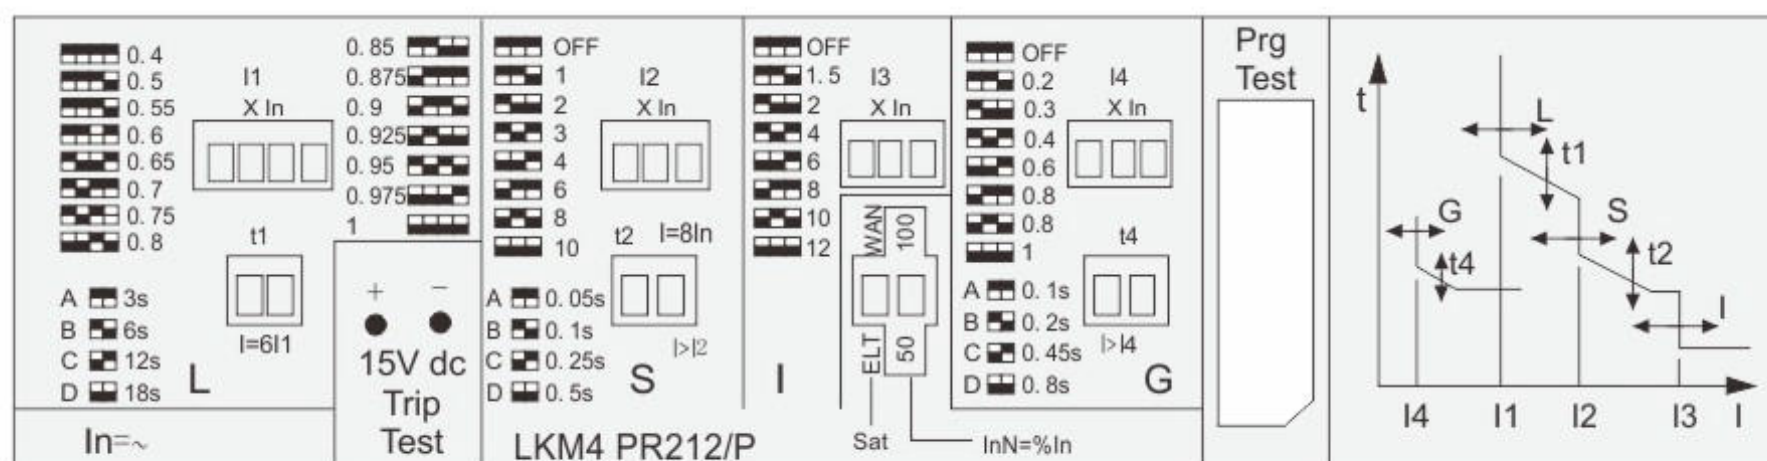 0.4
0.5
0.55
0.6
0.65
0.7
0.75
0.8
I1
X In
0.85
0.875
0.9
0.925
0.95
0.975
1
t1
A 3s
B 6s
C 12s
D 18s
I=6I1
L
In=~
+ −
15V dc
Trip
Test
OFF
1
2
3
4
6
8
10
I2
X In
t2 I=8In
A 0.05s
B 0.1s
C 0.25s
D 0.5s
I>I2
S
LKM4 PR212/P
OFF
1.5
2
4
6
8
10
12
I3
X In
I
WAN
100
ELT
50
Sat
InN=%In
OFF
0.2
0.3
0.4
0.6
0.8
0.8
1
I4
X In
t4
A 0.1s
B 0.2s
C 0.45s
D 0.8s
I>I4
G
Prg
Test
t
L
t1
G
S
t4
t2
I
I4 I1 I2 I3 I